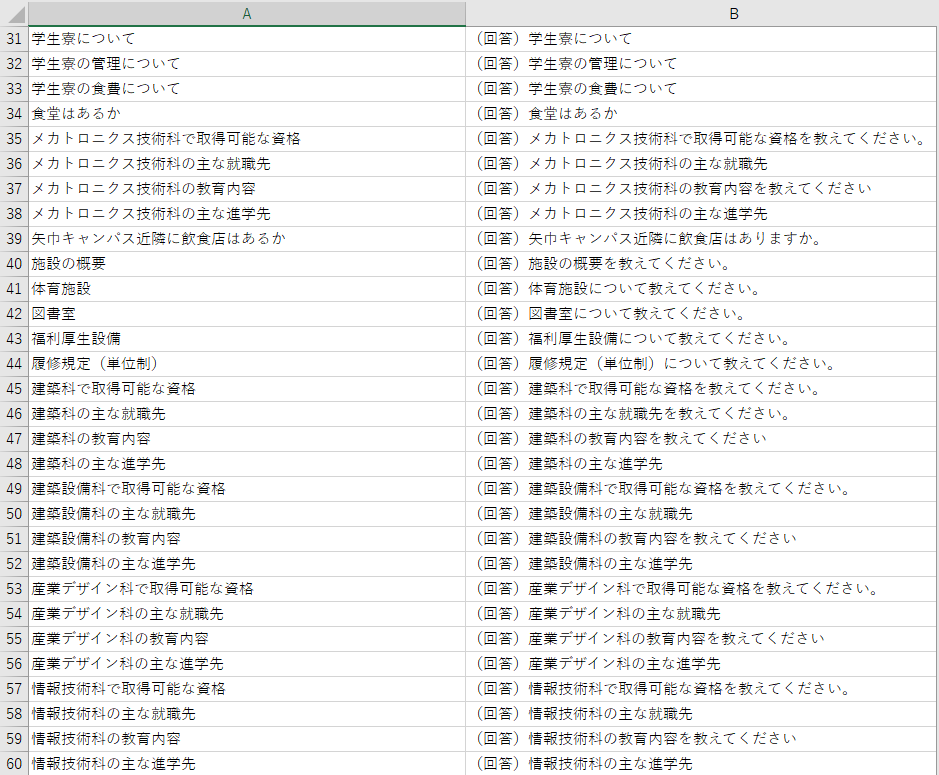 A B
31 学生寮について （回答）学生寮について
32 学生寮の管理について （回答）学生寮の管理について
33 学生寮の食費について （回答）学生寮の食費について
34 食堂はあるか （回答）食堂はあるか
35 メカトロニクス技術科で取得可能な資格 （回答）メカトロニクス技術科で取得可能な資格を教えてください。
36 メカトロニクス技術科の主な就職先 （回答）メカトロニクス技術科の主な就職先
37 メカトロニクス技術科の教育内容 （回答）メカトロニクス技術科の教育内容を教えてください
38 メカトロニクス技術科の主な進学先 （回答）メカトロニクス技術科の主な進学先
39 矢巾キャンパス近隣に飲食店はあるか （回答）矢巾キャンパス近隣に飲食店はありますか。
40 施設の概要 （回答）施設の概要を教えてください。
41 体育施設 （回答）体育施設について教えてください。
42 図書室 （回答）図書室について教えてください。
43 福利厚生設備 （回答）福利厚生設備について教えてください。
44 履修規定（単位制） （回答）履修規定（単位制）について教えてください。
45 建築科で取得可能な資格 （回答）建築科で取得可能な資格を教えてください。
46 建築科の主な就職先 （回答）建築科の主な就職先を教えてください。
47 建築科の教育内容 （回答）建築科の教育内容を教えてください
48 建築科の主な進学先 （回答）建築科の主な進学先
49 建築設備科で取得可能な資格 （回答）建築設備科で取得可能な資格を教えてください。
50 建築設備科の主な就職先 （回答）建築設備科の主な就職先
51 建築設備科の教育内容 （回答）建築設備科の教育内容を教えてください
52 建築設備科の主な進学先 （回答）建築設備科の主な進学先
53 産業デザイン科で取得可能な資格 （回答）産業デザイン科で取得可能な資格を教えてください。
54 産業デザイン科の主な就職先 （回答）産業デザイン科の主な就職先
55 産業デザイン科の教育内容 （回答）産業デザイン科の教育内容を教えてください
56 産業デザイン科の主な進学先 （回答）産業デザイン科の主な進学先
57 情報技術科で取得可能な資格 （回答）情報技術科で取得可能な資格を教えてください。
58 情報技術科の主な就職先 （回答）情報技術科の主な就職先
59 情報技術科の教育内容 （回答）情報技術科の教育内容を教えてください
60 情報技術科の主な進学先 （回答）情報技術科の主な進学先